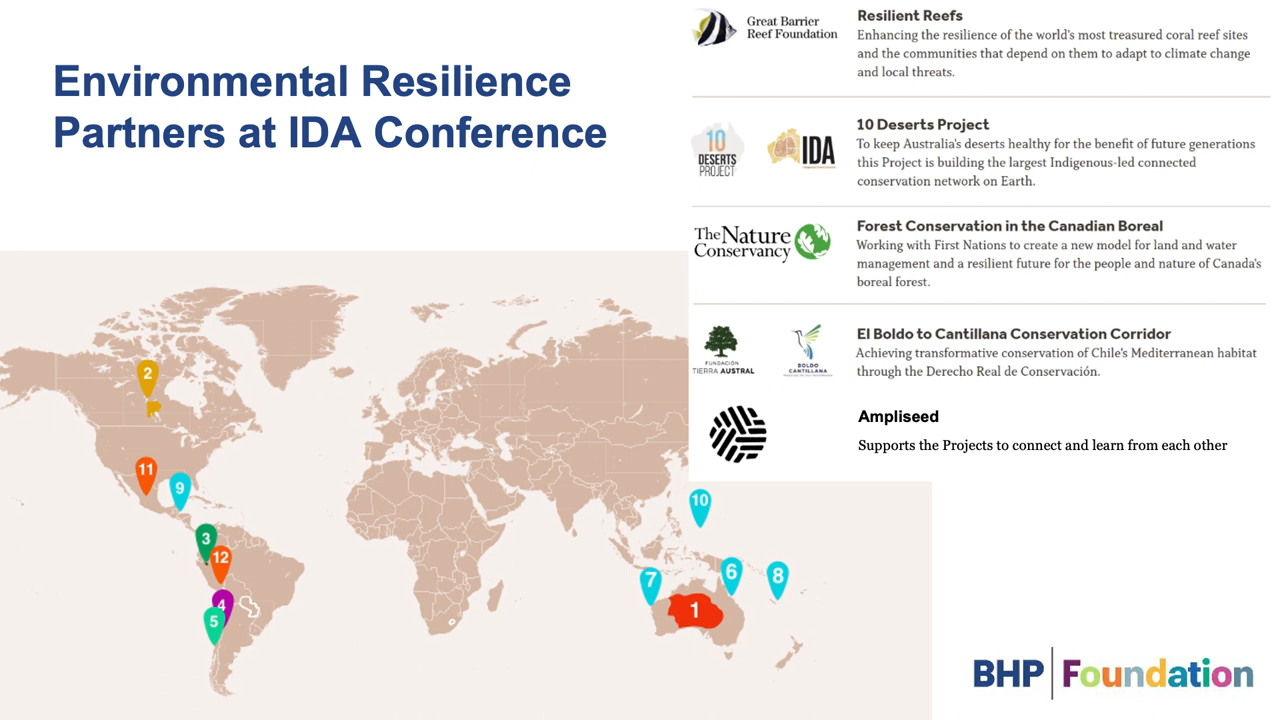 Environmental Resilience
Partners at IDA Conference
Great Barrier
Reef Foundation
Resilient Reefs
Enhancing the resilience of the world's most treasured coral reef sites
and the communities that depend on them to adapt to climate change
and local threats.
10
DESERTS
PROJECT
IDA
10 Deserts Project
To keep Australia's deserts healthy for the benefit of future generations
this Project is building the largest Indigenous-led connected
conservation network on Earth.
The Nature
Conservancy
Forest Conservation in the Canadian Boreal
Working with First Nations to create a new model for land and water
management and a resilient future for the people and nature of Canada's
boreal forest.
FUNDACIÓN
TIERRA AUSTRAL
BOLDO
CANTILLANA
El Boldo to Cantillana Conservation Corridor
Achieving transformative conservation of Chile's Mediterranean habitat
through the Derecho Real de Conservación.
Ampliseed
Supports the Projects to connect and learn from each other
2
11
9
3
12
4
5
10
7
6
8
1
BHP Foundation